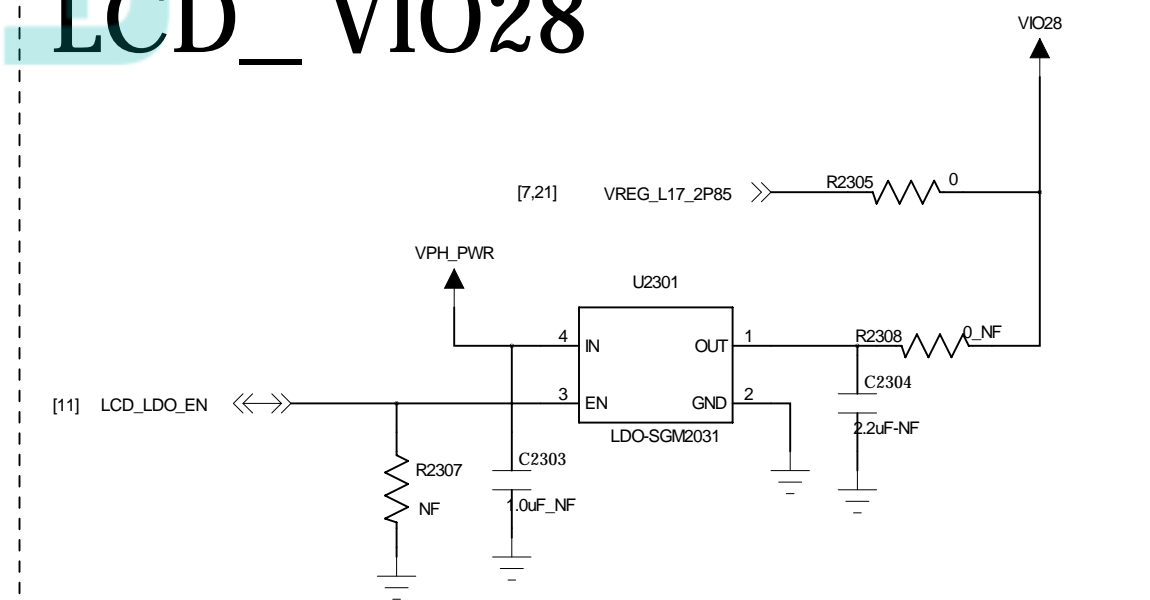 LCD_ VIO28
VIO28
[7,21] VREG_L17_2P85 R2305 0
VPH_PWR
U2301
4 IN OUT 1 R2308 0_NF
C2304
[11] LCD_LDO_EN 3 EN GND 2
2.2uF-NF
LDO-SGM2031
C2303
R2307
1.0uF_NF
NF